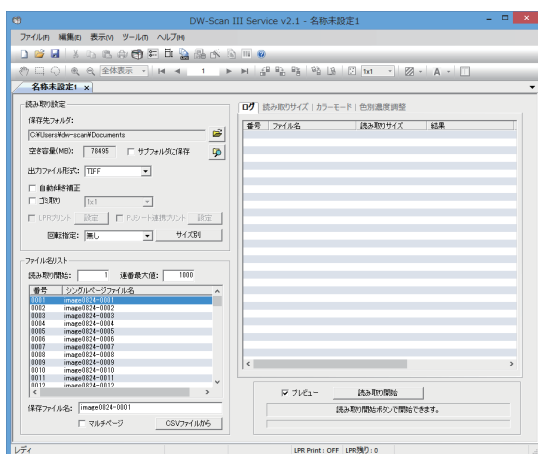 DW-Scan III Service v2.1 - 名称未設定1
ファイル(F) 編集(E) 表示(V) ツール(T) ヘルプ(H)
全体表示 1 1x1 A
名称未設定1 x
読み取り設定
保存先フォルダ:
C:¥Users¥dw-scan¥Documents
空き容量(MB): 78495 サブフォルダに保存
出力ファイル形式: TIFF
自動傾き補正
ゴミ取り 1x1
LPRプリント 設定 PJシート連携プリント 設定
回転指定: 無し サイズ別
ファイル名リスト
読み取り開始: 1 連番最大値: 1000
番号 シングルページファイル名
0001 image0824-0001
0002 image0824-0002
0003 image0824-0003
0004 image0824-0004
0005 image0824-0005
0006 image0824-0006
0007 image0824-0007
0008 image0824-0008
0009 image0824-0009
0010 image0824-0010
0011 image0824-0011
0012 image0824-0012
保存ファイル名: image0824-0001
マルチページ CSVファイルから
ログ 読み取りサイズ カラーモード 色別濃度調整
番号 ファイル名 読み取りサイズ 結果
プレビュー 読み取り開始
読み取り開始ボタンで開始できます。
レディ LPR Print : OFF LPR残り : 0